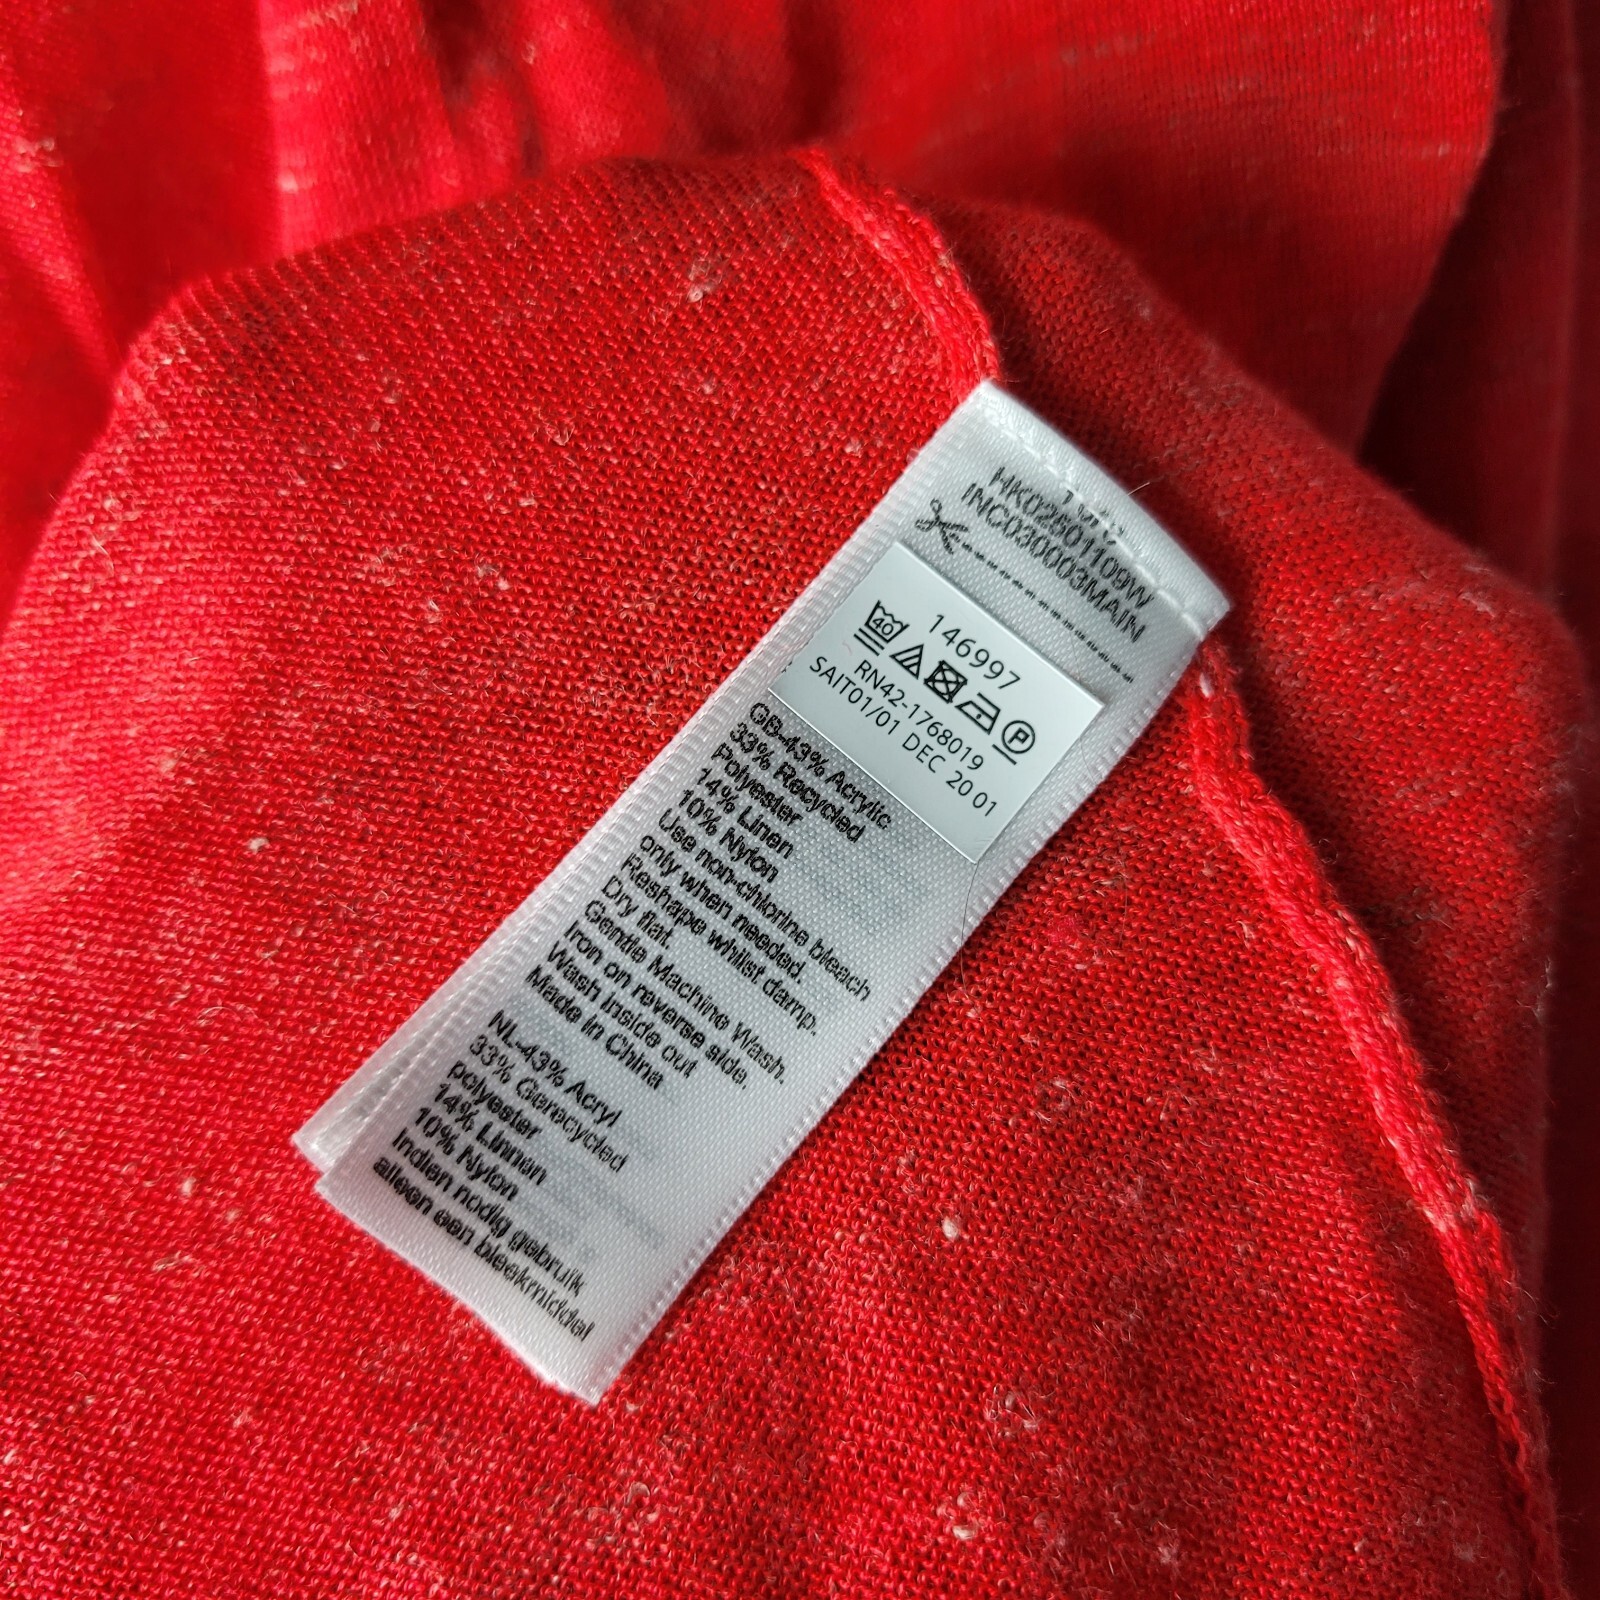 HK02601109W
INC030003MAIN
146997
40
P
RN42-1768019
SAIT01/01 DEC 20 01
GB-43% Acrylic
33% Recycled
Polyester
14% Linen
10% Nylon
Use non-chlorine bleach
only when needed.
Reshape whilst damp.
Dry flat.
Gentle Machine Wash.
Iron on reverse side.
Wash inside out
Made in China
NL-43% Acryl
33% Gerecycled
polyester
14% Linnen
10% Nylon
Indien nodig gebruik
alleen een bleekmiddel